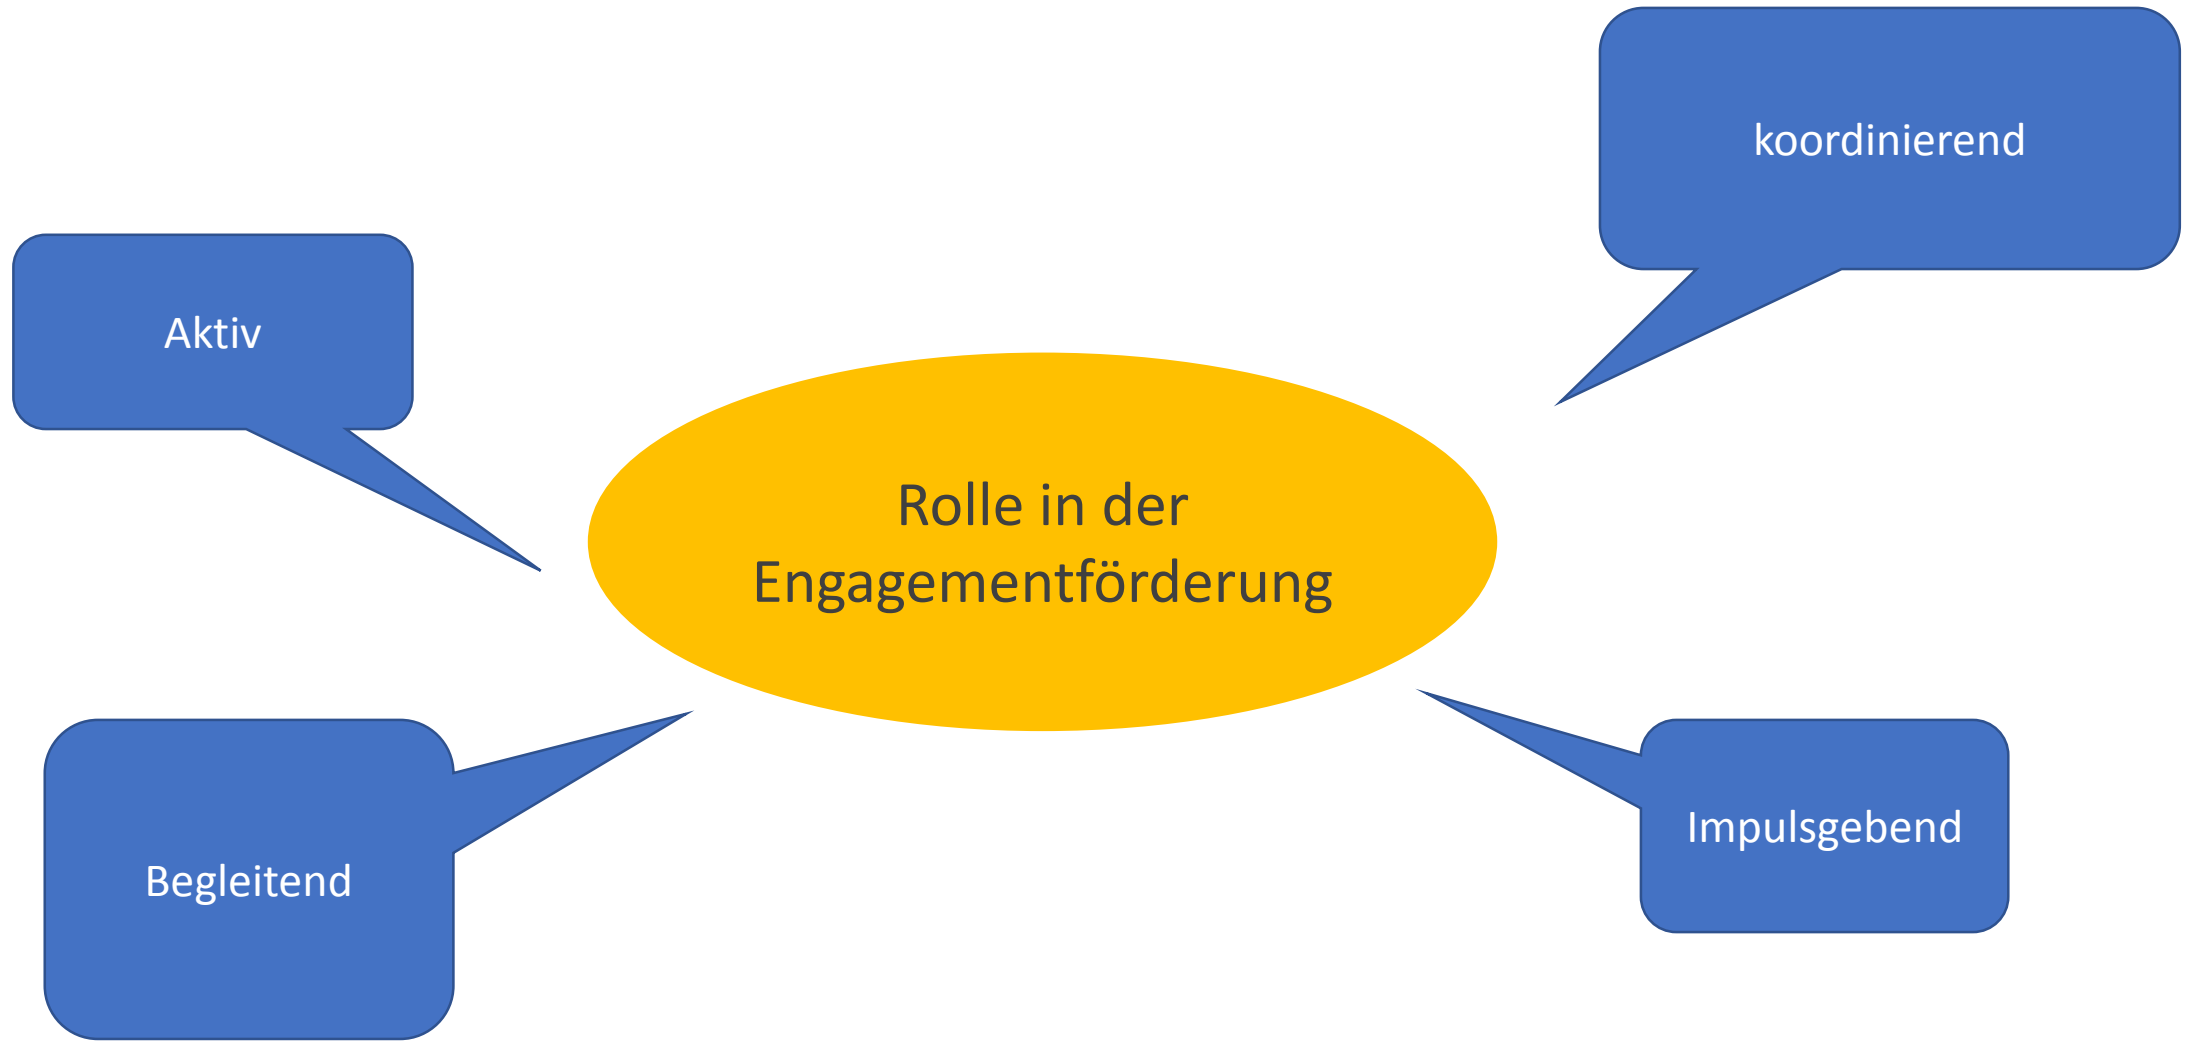 koordinierend
Aktiv
Rolle in der
Engagementförderung
Impulsgebend
Begleitend